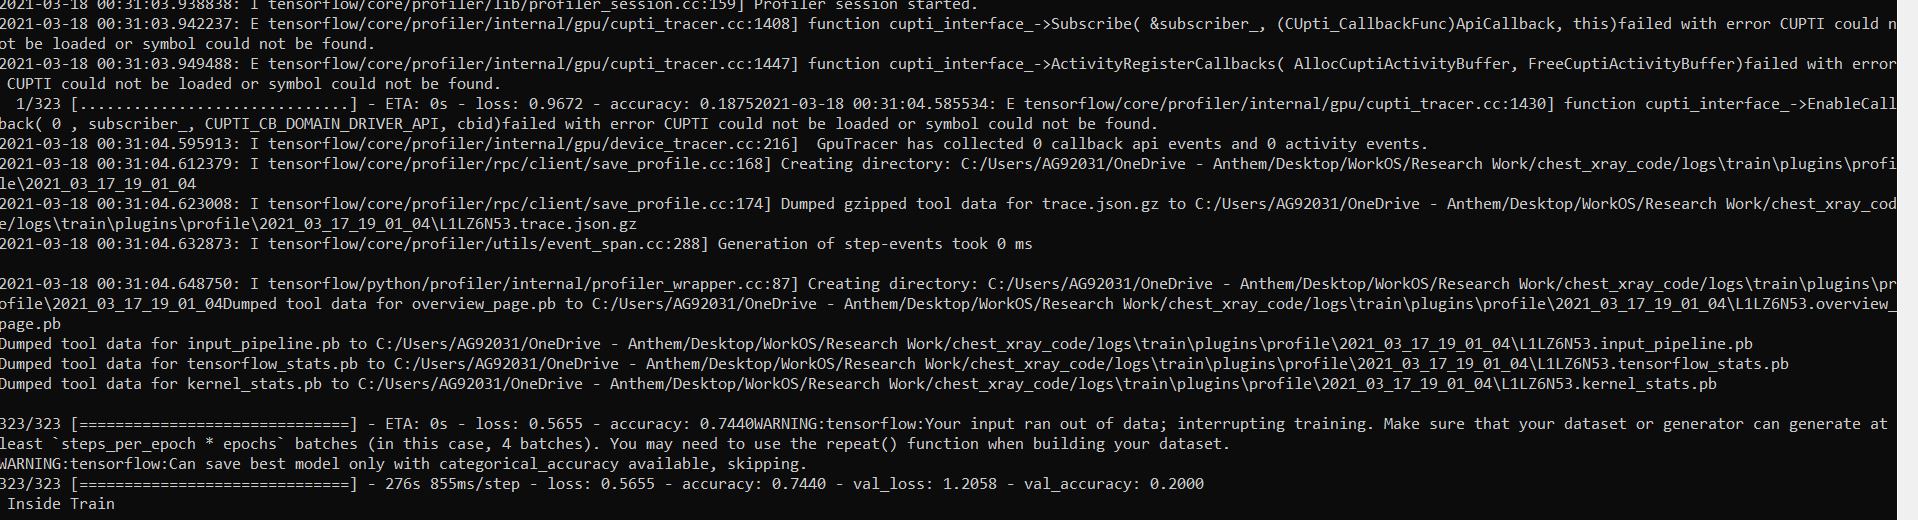 2021-03-18 00:31:03.938838: I tensorflow/core/profiler/lib/profiler_session.cc:159] Profiler session started.
2021-03-18 00:31:03.942237: E tensorflow/core/profiler/internal/gpu/cupti_tracer.cc:1408] function cupti_interface_->Subscribe( &subscriber_, (CUpti_CallbackFunc)ApiCallback, this)failed with error CUPTI could n
ot be loaded or symbol could not be found.
2021-03-18 00:31:03.949488: E tensorflow/core/profiler/internal/gpu/cupti_tracer.cc:1447] function cupti_interface_->ActivityRegisterCallbacks( AllocCuptiActivityBuffer, FreeCuptiActivityBuffer)failed with error
 CUPTI could not be loaded or symbol could not be found.
  1/323 [..............................] - ETA: 0s - loss: 0.9672 - accuracy: 0.18752021-03-18 00:31:04.585534: E tensorflow/core/profiler/internal/gpu/cupti_tracer.cc:1430] function cupti_interface_->EnableCall
back( 0 , subscriber_, CUPTI_CB_DOMAIN_DRIVER_API, cbid)failed with error CUPTI could not be loaded or symbol could not be found.
2021-03-18 00:31:04.595913: I tensorflow/core/profiler/internal/gpu/device_tracer.cc:216]  GpuTracer has collected 0 callback api events and 0 activity events.
2021-03-18 00:31:04.612379: I tensorflow/core/profiler/rpc/client/save_profile.cc:168] Creating directory: C:/Users/AG92031/OneDrive - Anthem/Desktop/WorkOS/Research Work/chest_xray_code/logs\train\plugins\profi
le\2021_03_17_19_01_04
2021-03-18 00:31:04.623008: I tensorflow/core/profiler/rpc/client/save_profile.cc:174] Dumped gzipped tool data for trace.json.gz to C:/Users/AG92031/OneDrive - Anthem/Desktop/WorkOS/Research Work/chest_xray_cod
e/logs\train\plugins\profile\2021_03_17_19_01_04\L1LZ6N53.trace.json.gz
2021-03-18 00:31:04.632873: I tensorflow/core/profiler/utils/event_span.cc:288] Generation of step-events took 0 ms
2021-03-18 00:31:04.648750: I tensorflow/python/profiler/internal/profiler_wrapper.cc:87] Creating directory: C:/Users/AG92031/OneDrive - Anthem/Desktop/WorkOS/Research Work/chest_xray_code/logs\train\plugins\pr
ofile\2021_03_17_19_01_04Dumped tool data for overview_page.pb to C:/Users/AG92031/OneDrive - Anthem/Desktop/WorkOS/Research Work/chest_xray_code/logs\train\plugins\profile\2021_03_17_19_01_04\L1LZ6N53.overview_
page.pb
Dumped tool data for input_pipeline.pb to C:/Users/AG92031/OneDrive - Anthem/Desktop/WorkOS/Research Work/chest_xray_code/logs\train\plugins\profile\2021_03_17_19_01_04\L1LZ6N53.input_pipeline.pb
Dumped tool data for tensorflow_stats.pb to C:/Users/AG92031/OneDrive - Anthem/Desktop/WorkOS/Research Work/chest_xray_code/logs\train\plugins\profile\2021_03_17_19_01_04\L1LZ6N53.tensorflow_stats.pb
Dumped tool data for kernel_stats.pb to C:/Users/AG92031/OneDrive - Anthem/Desktop/WorkOS/Research Work/chest_xray_code/logs\train\plugins\profile\2021_03_17_19_01_04\L1LZ6N53.kernel_stats.pb
323/323 [==============================] - ETA: 0s - loss: 0.5655 - accuracy: 0.7440WARNING:tensorflow:Your input ran out of data; interrupting training. Make sure that your dataset or generator can generate at
least `steps_per_epoch * epochs` batches (in this case, 4 batches). You may need to use the repeat() function when building your dataset.
WARNING:tensorflow:Can save best model only with categorical_accuracy available, skipping.
323/323 [==============================] - 276s 855ms/step - loss: 0.5655 - accuracy: 0.7440 - val_loss: 1.2058 - val_accuracy: 0.2000
 Inside Train